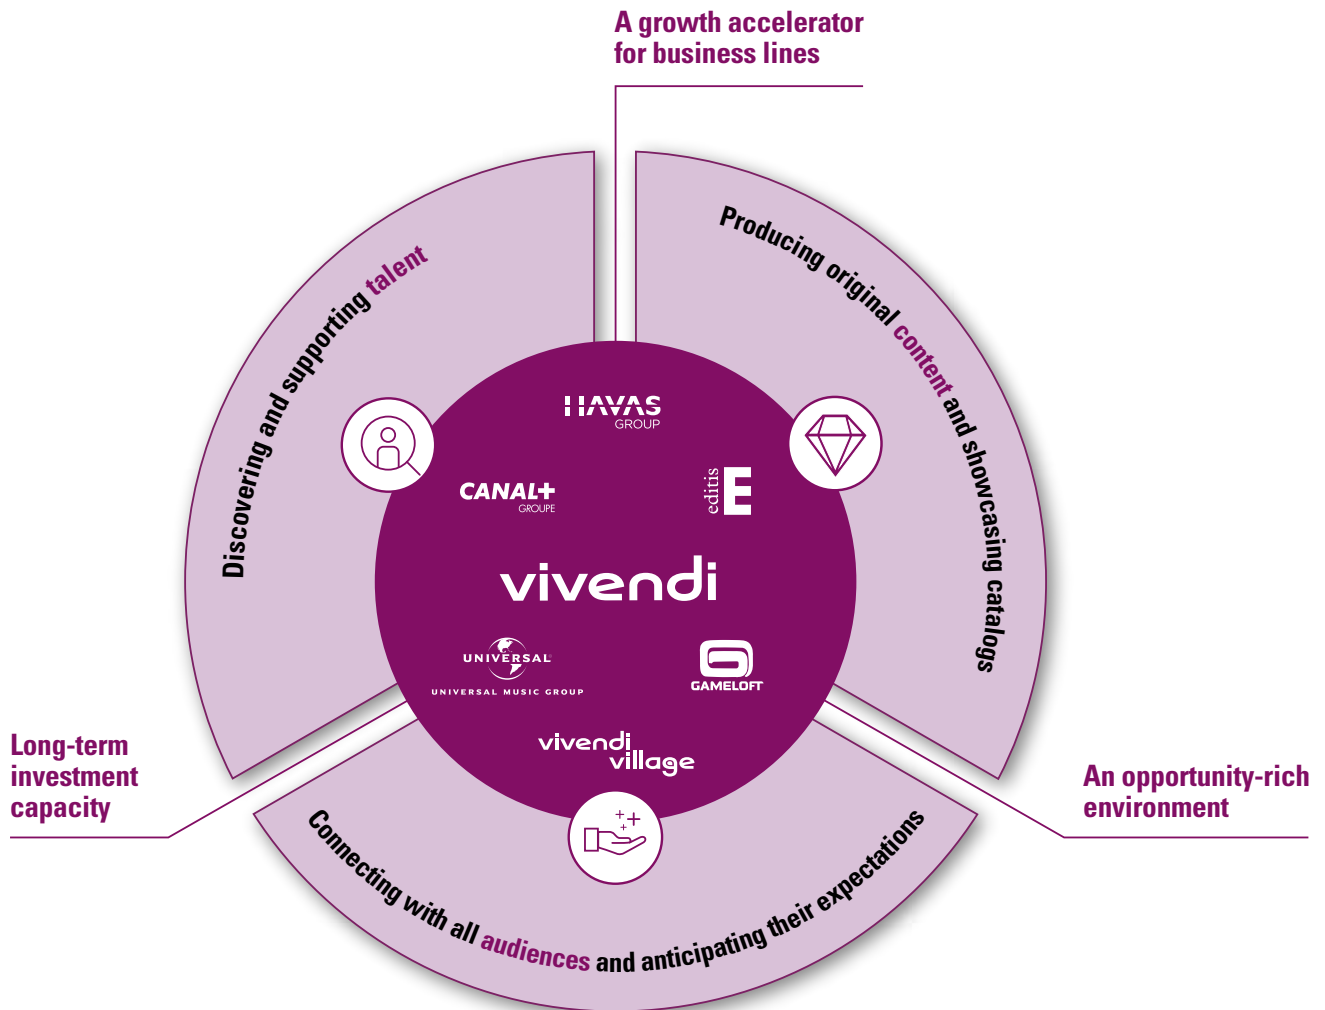 A growth accelerator
for business lines
Discovering and supporting talent
Producing original content and showcasing catalogs
HAVAS
GROUP
CANAL+
GROUPE
editis
E
vivendi
UNIVERSAL
UNIVERSAL MUSIC GROUP
GAMELOFT
vivendi
village
Long-term
investment
capacity
An opportunity-rich
environment
Connecting with all audiences and anticipating their expectations